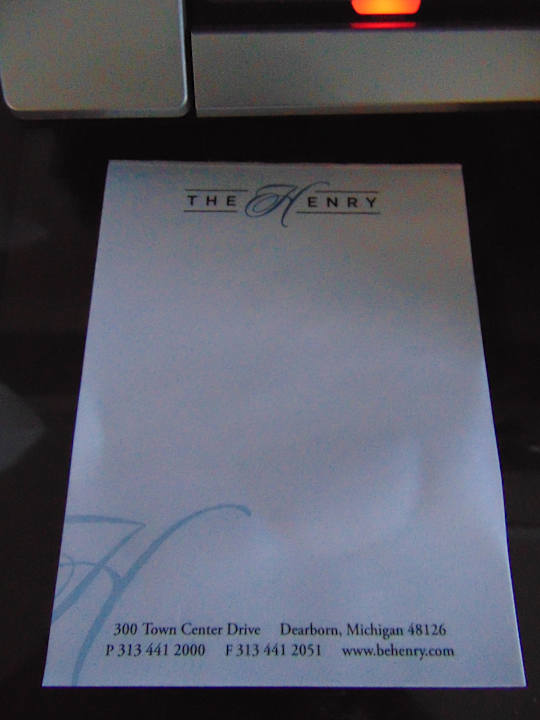 THE HENRY
H
300 Town Center Drive Dearborn, Michigan 48126
P 313 441 2000 F 313 441 2051 www.behenry.com